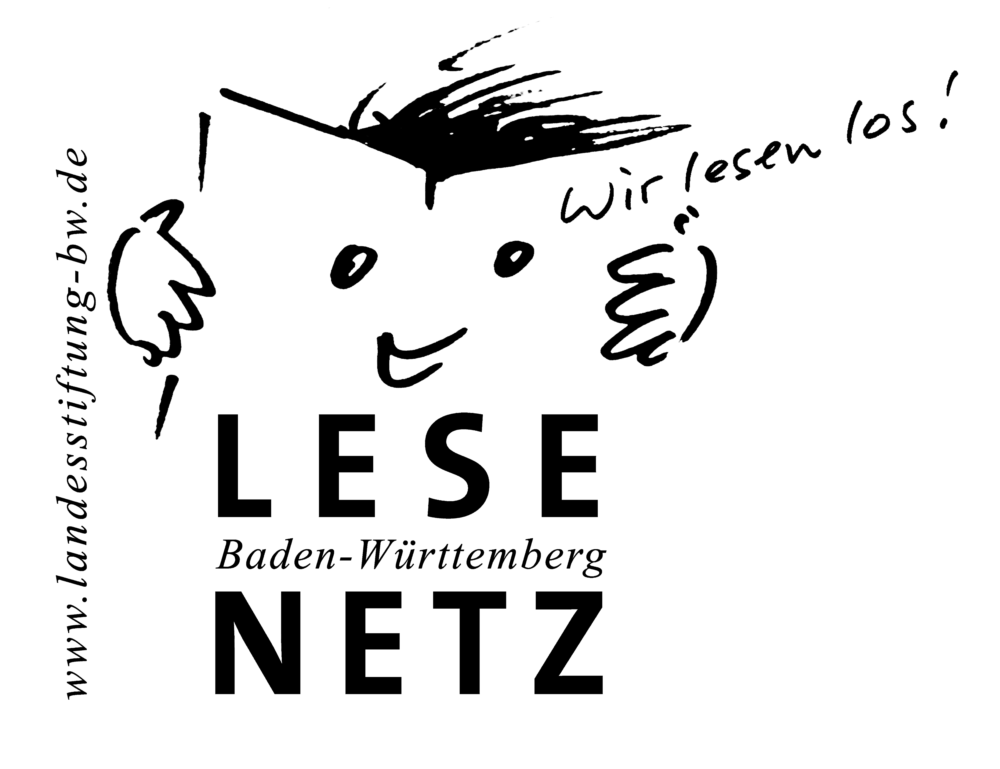 wir lesen los!
LESE
Baden-Württemberg
NETZ
www.landesstiftung-bw.de